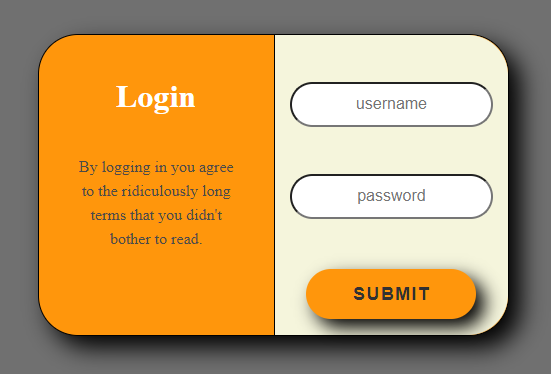 Login
By logging in you agree
to the ridiculously long
terms that you didn't
bother to read.
username
password
SUBMIT